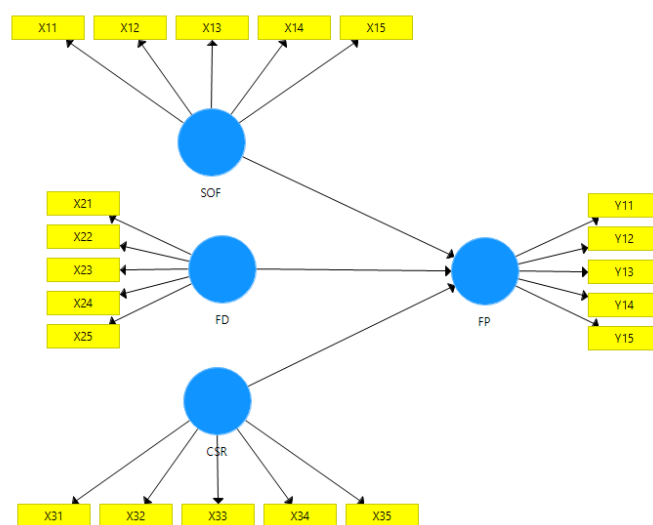 X11 X12 X13 X14 X15
SOF
X21
X22
X23
X24
X25
FD
Y11
Y12
Y13
Y14
Y15
FP
CSR
X31 X32 X33 X34 X35